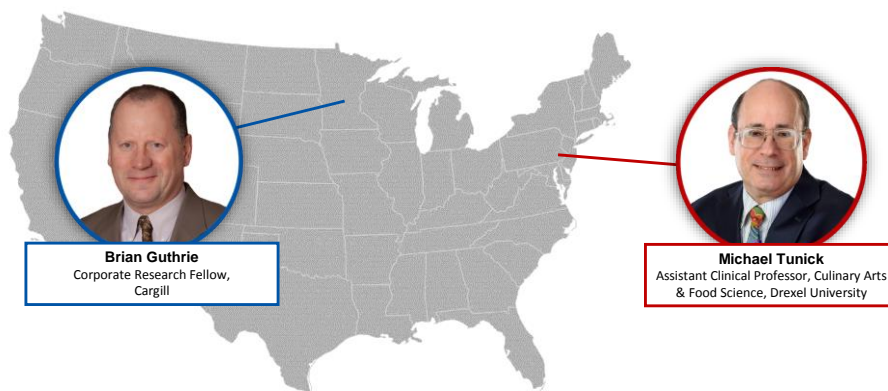 Brian Guthrie
Corporate Research Fellow,
Cargill
Michael Tunick
Assistant Clinical Professor, Culinary Arts
& Food Science, Drexel University